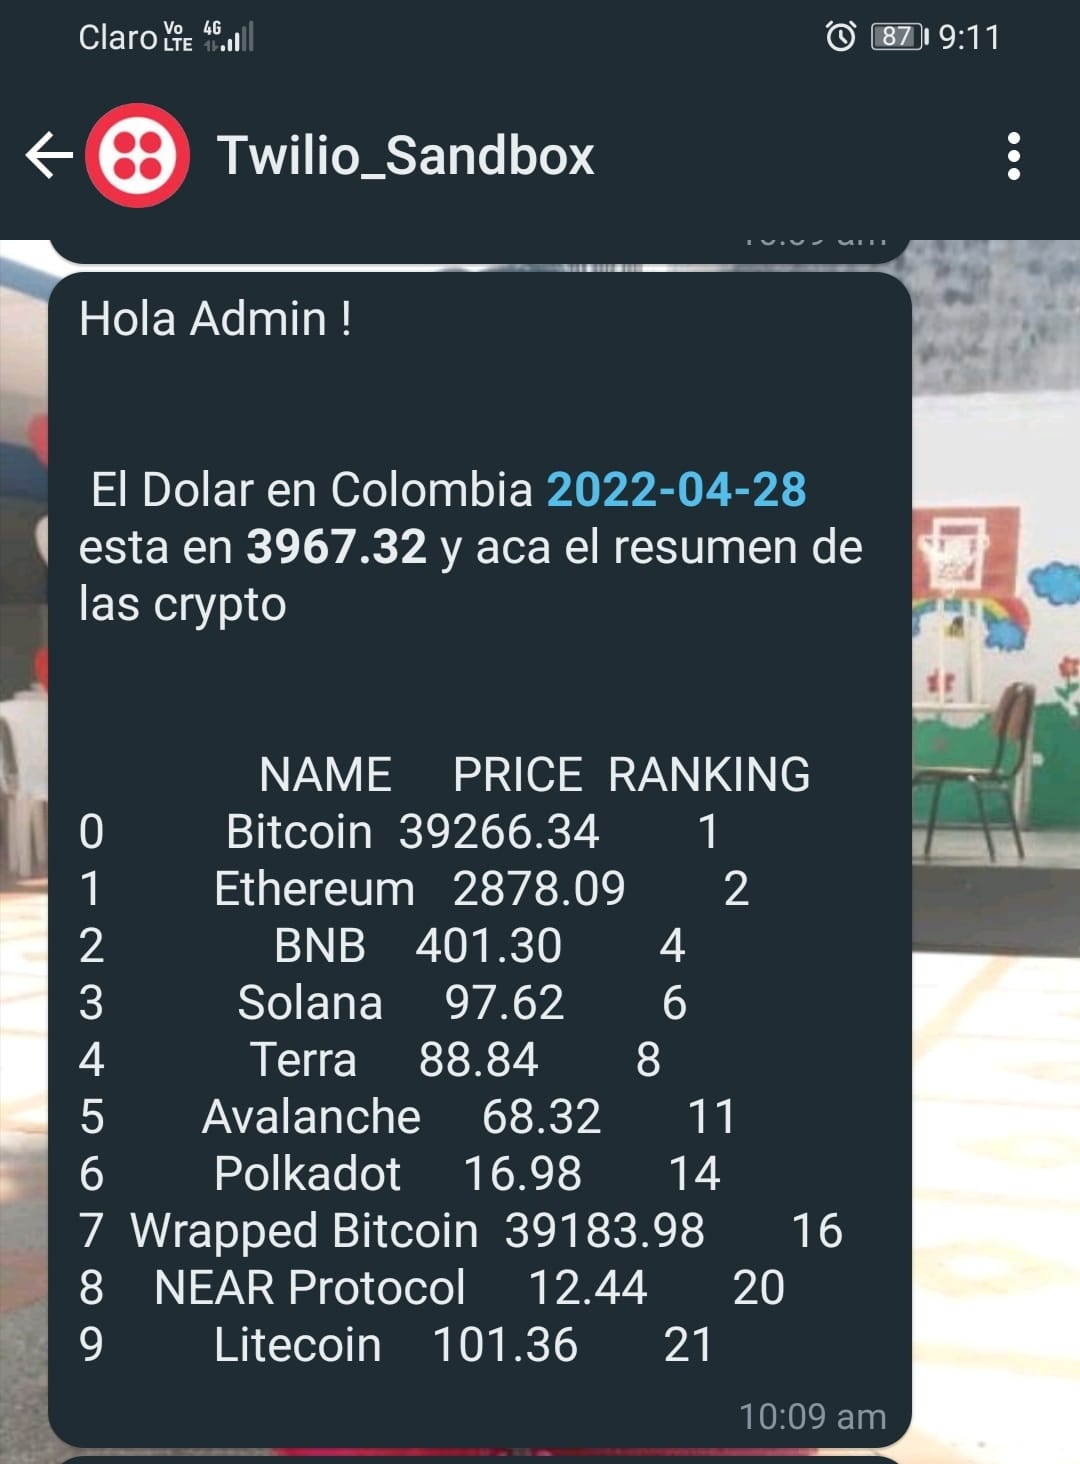 Claro Vo LTE 4G 87 9:11
Twilio_Sandbox
Hola Admin !
El Dolar en Colombia 2022-04-28
esta en 3967.32 y aca el resumen de
las crypto
NAME PRICE RANKING
0 Bitcoin 39266.34 1
1 Ethereum 2878.09 2
2 BNB 401.30 4
3 Solana 97.62 6
4 Terra 88.84 8
5 Avalanche 68.32 11
6 Polkadot 16.98 14
7 Wrapped Bitcoin 39183.98 16
8 NEAR Protocol 12.44 20
9 Litecoin 101.36 21
10:09 am